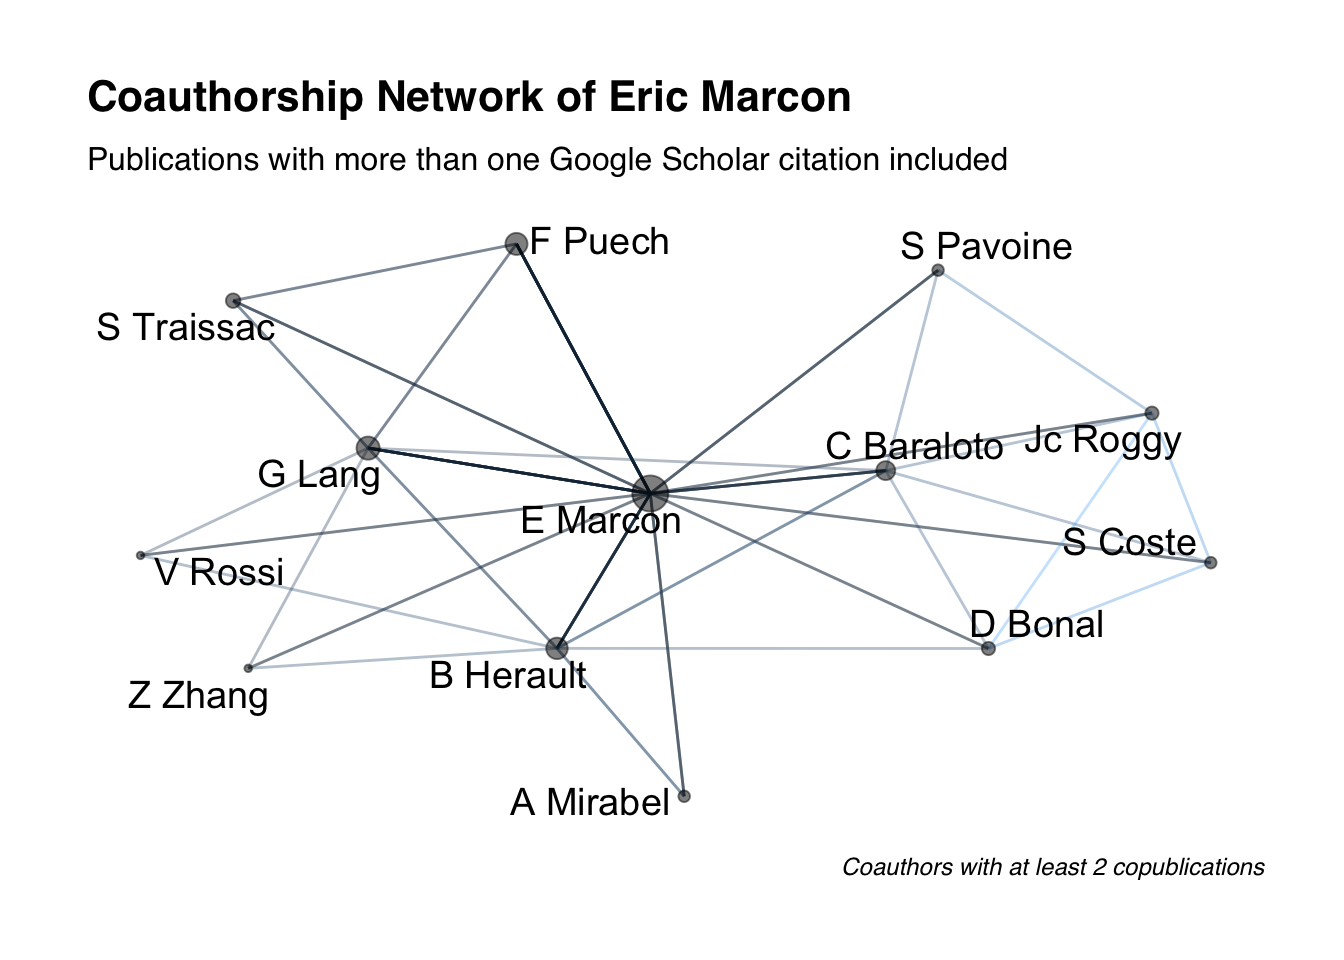 Coauthorship Network of Eric Marcon
Publications with more than one Google Scholar citation included
F Puech
S Pavoine
S Traissac
C Baraloto
Jc Roggy
G Lang
E Marcon
S Coste
V Rossi
D Bonal
B Herault
Z Zhang
A Mirabel
Coauthors with at least 2 copublications